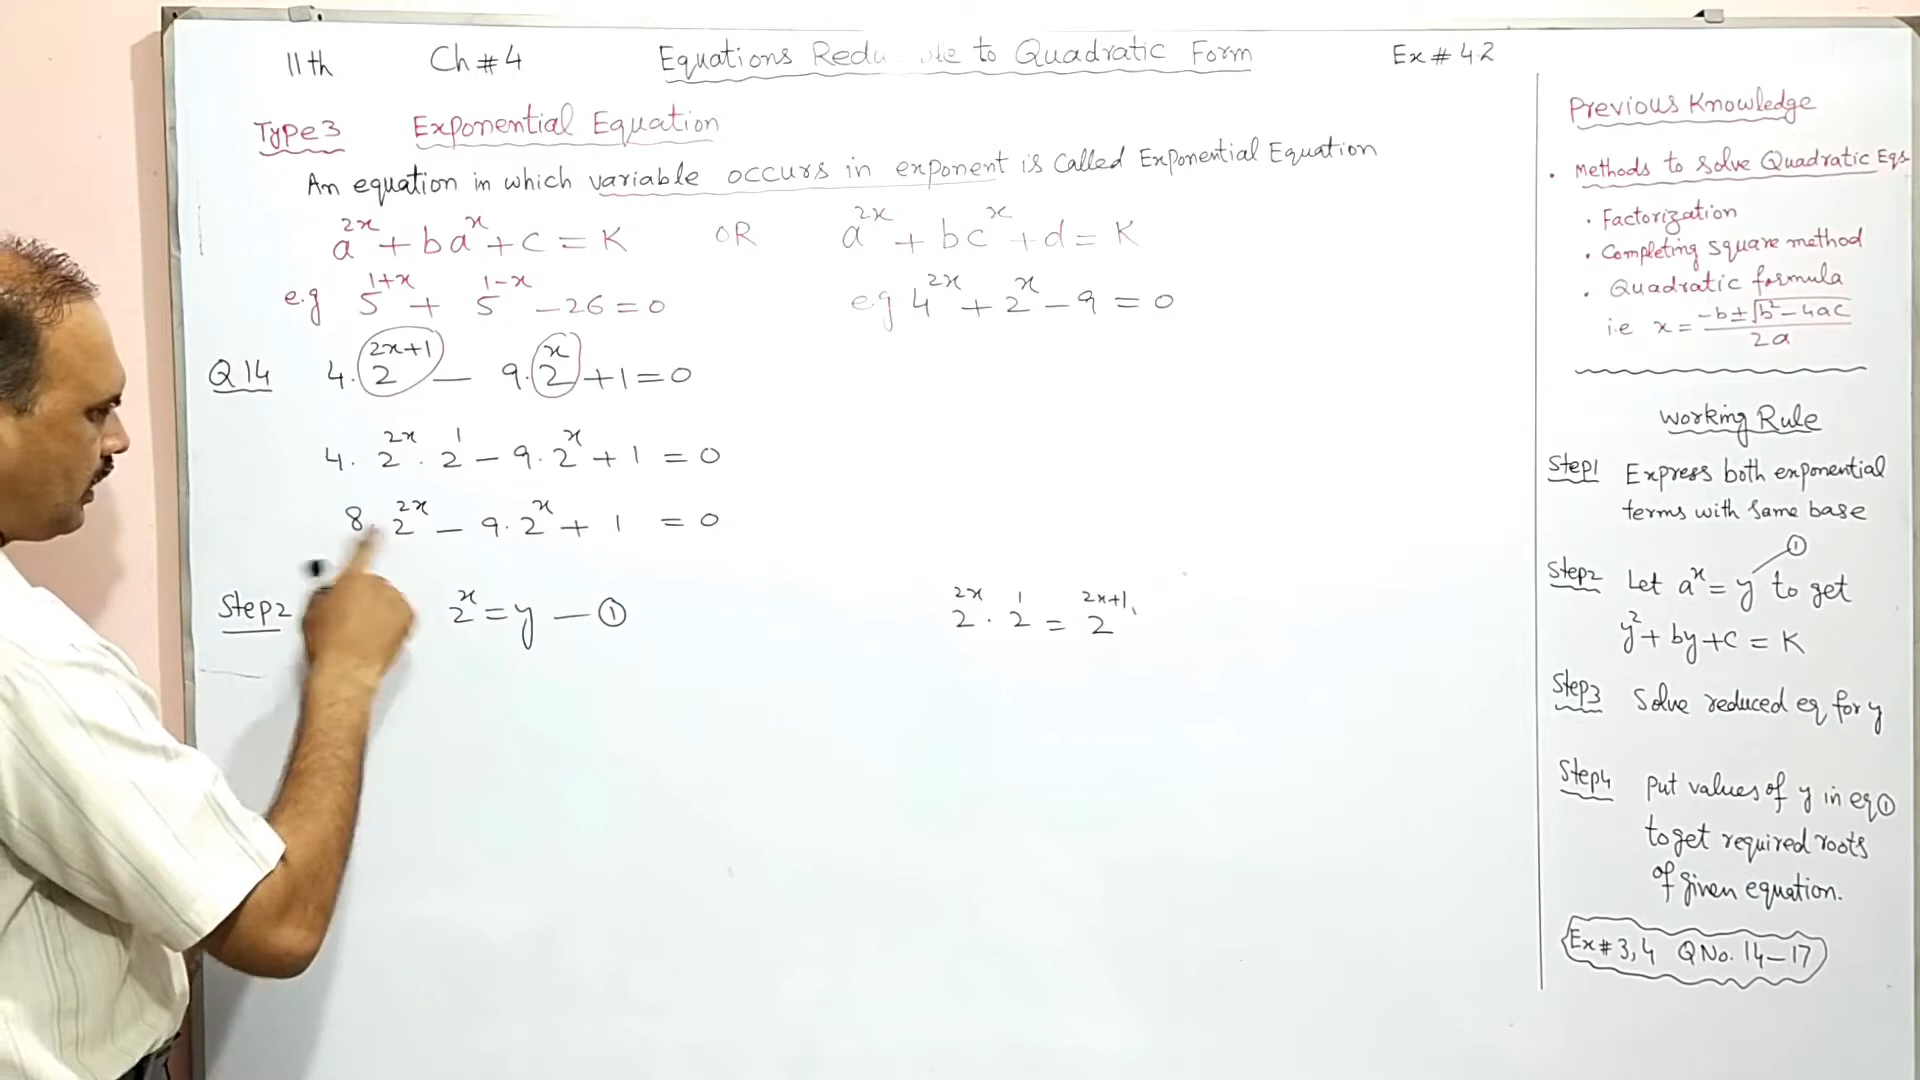 11th Ch # 4 Equations Redu to Quadratic Form Ex # 4.2
Type 3 Exponential Equation
An equation in which variable occurs in exponent is called Exponential Equation
a^{2x} + b a^x + c = K OR a^{2x} + b c^x + d = K
e.g 5^{1+x} + 5^{1-x} - 26 = 0 e.g 4^{2x} + 2^x - 9 = 0
Q 14 4. 2^{2x+1} - 9. 2^x + 1 = 0
4. 2^{2x} . 2^1 - 9. 2^x + 1 = 0
8. 2^{2x} - 9. 2^x + 1 = 0
Step 2 2^x = y — ①
2^{2x} . 2^1 = 2^{2x+1}
Previous Knowledge
. Methods to solve Quadratic Eqs
. Factorization
. Completing square method
. Quadratic formula
i.e x = \frac{-b ± \sqrt{b^2 - 4ac}}{2a}
Working Rule
Step1 Express both exponential
terms with same base
①
Step2 Let a^x = y to get
y^2 + by + c = K
Step3 Solve reduced eq for y
Step4 Put values of y in eq ①
to get required roots
of given equation.
Ex # 3,4 Q No. 14-17